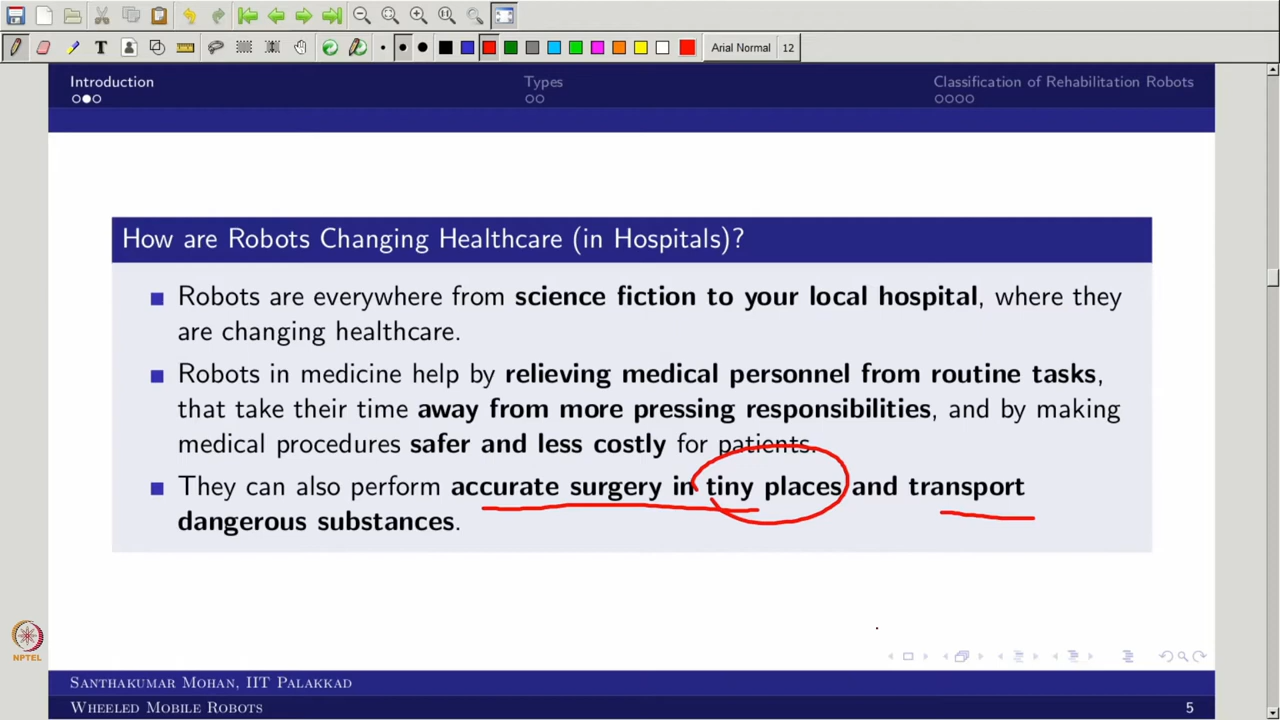 Arial Normal 12
Introduction Types Classification of Rehabilitation Robots
How are Robots Changing Healthcare (in Hospitals)?
Robots are everywhere from science fiction to your local hospital, where they
are changing healthcare.
Robots in medicine help by relieving medical personnel from routine tasks,
that take their time away from more pressing responsibilities, and by making
medical procedures safer and less costly for patients.
They can also perform accurate surgery in tiny places and transport
dangerous substances.
NPTEL
Santhakumar Mohan, IIT Palakkad
Wheeled Mobile Robots 5